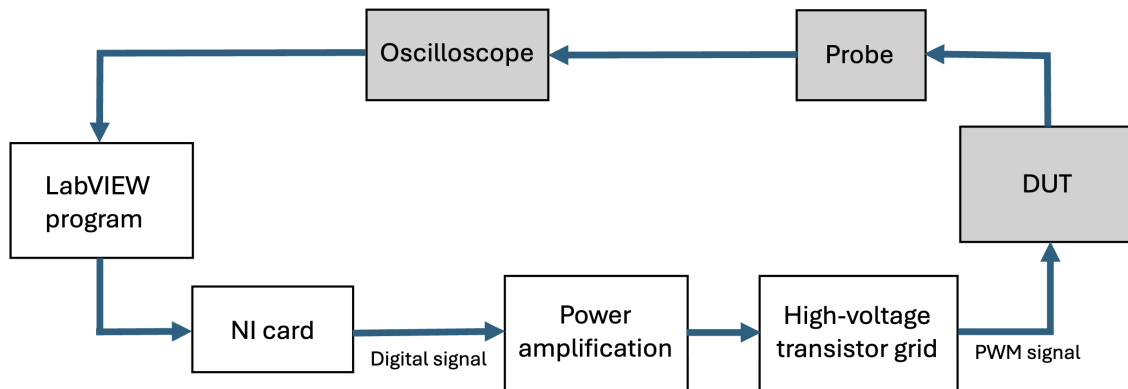 Oscilloscope
Probe
LabVIEW
program
DUT
NI card
Digital signal
Power
amplification
High-voltage
transistor grid
PWM signal